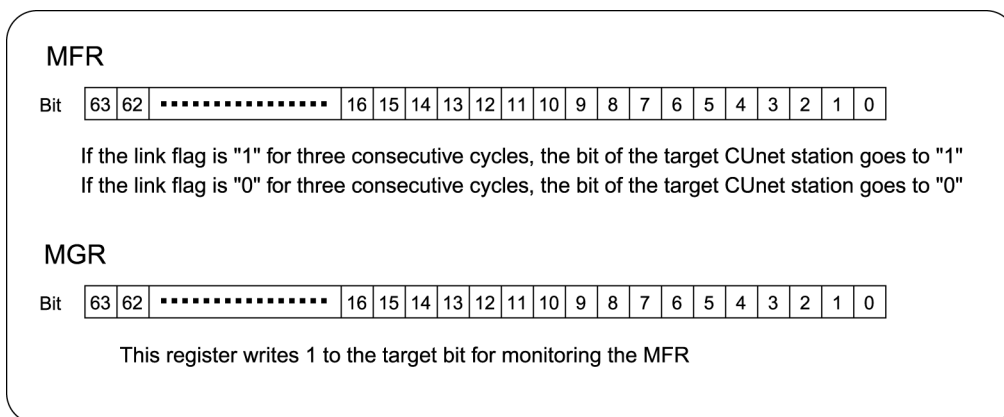 MFR
Bit 63 62 ................ 16 15 14 13 12 11 10 9 8 7 6 5 4 3 2 1 0
If the link flag is "1" for three consecutive cycles, the bit of the target CUnet station goes to "1"
If the link flag is "0" for three consecutive cycles, the bit of the target CUnet station goes to "0"
MGR
Bit 63 62 ................ 16 15 14 13 12 11 10 9 8 7 6 5 4 3 2 1 0
This register writes 1 to the target bit for monitoring the MFR